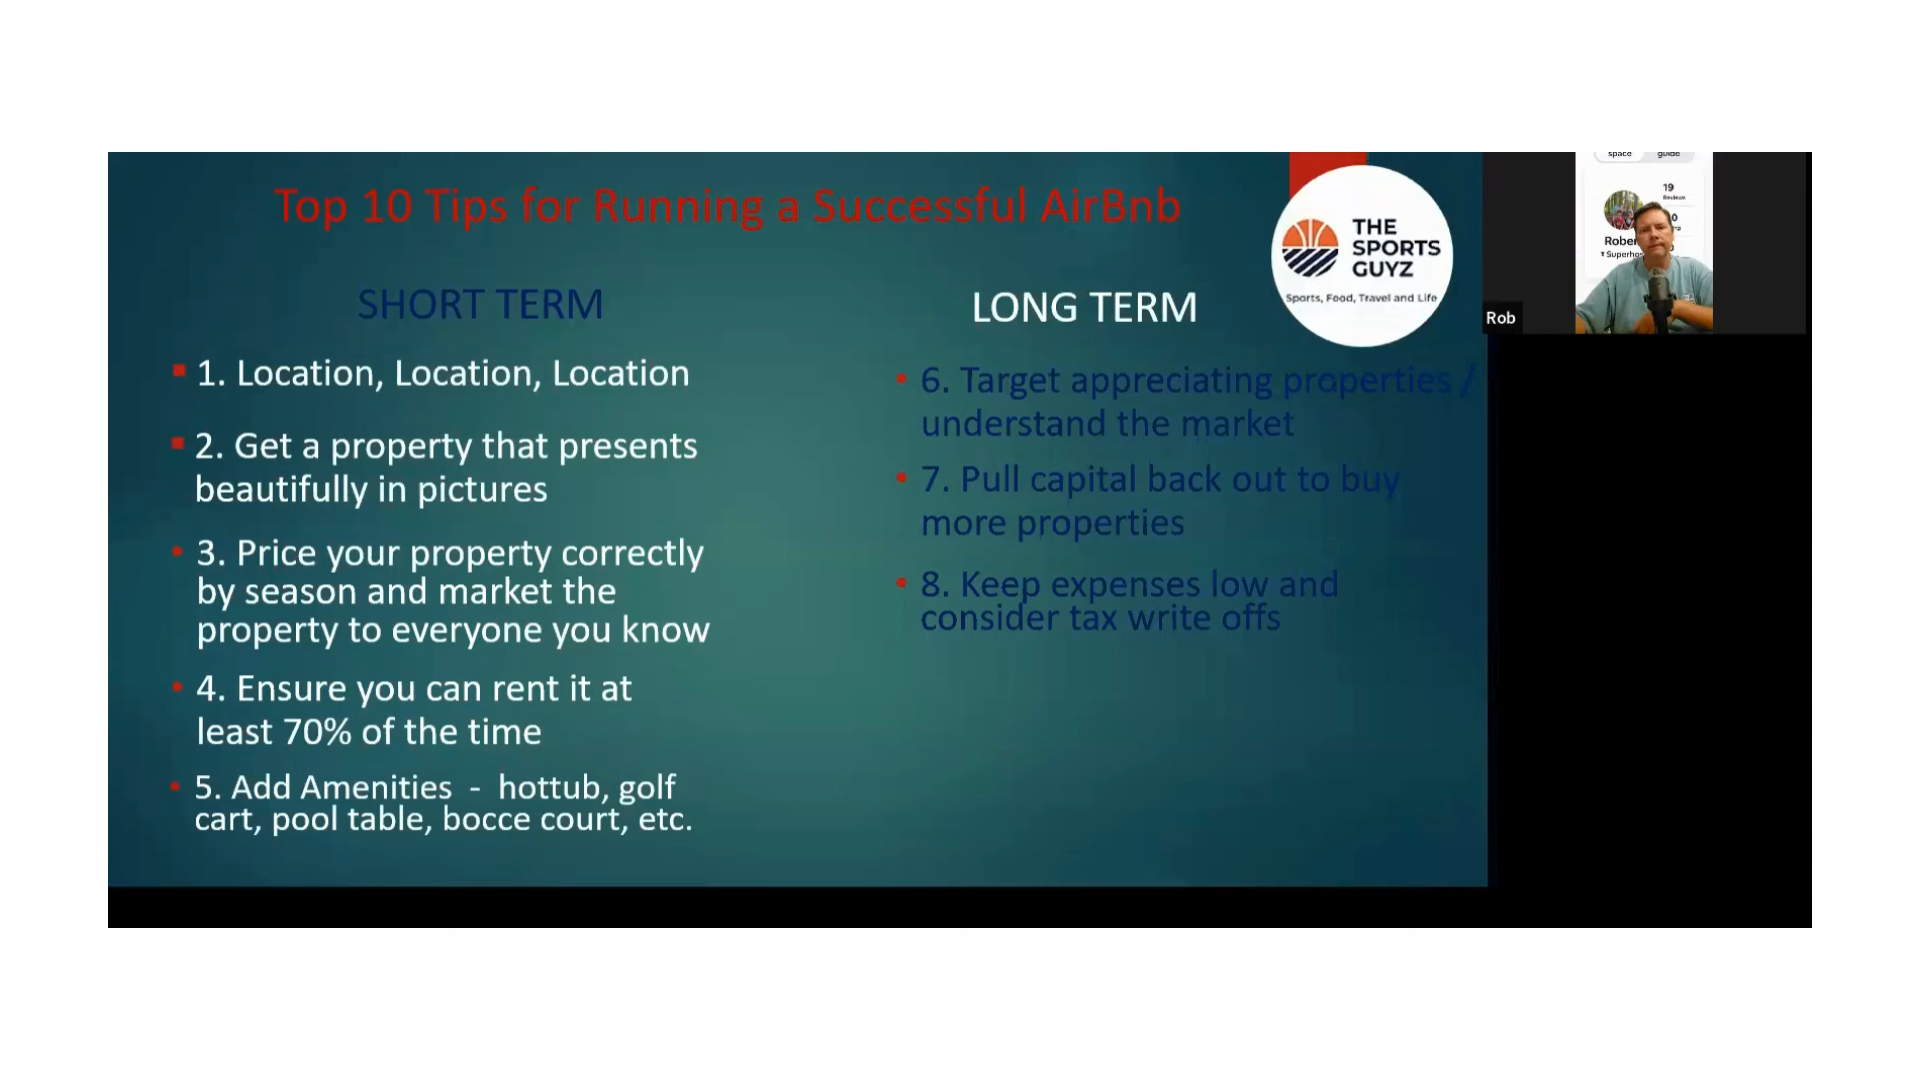 Top 10 Tips for Running a Successful AirBnb
SHORT TERM
1. Location, Location, Location
2. Get a property that presents
beautifully in pictures
3. Price your property correctly
by season and market the
property to everyone you know
4. Ensure you can rent it at
least 70% of the time
5. Add Amenities - hottub, golf
cart, pool table, bocce court, etc.
LONG TERM
6. Target appreciating properties /
understand the market
7. Pull capital back out to buy
more properties
8. Keep expenses low and
consider tax write offs
THE
SPORTS
GUYZ
Sports, Food, Travel and Life
space guide
19
Rob